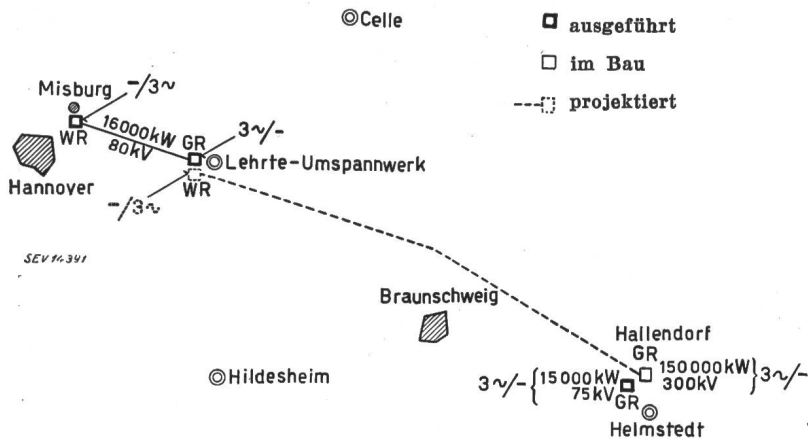 Celle
ausgeführt
im Bau
projektiert
Misburg
-/3~
WR
16000kW
80kV
GR
3~/-
Lehrte-Umspannwerk
WR
Hannover
-/3~
SEV 14391
Braunschweig
Hallendorf
GR
150000kW
300kV
3~/-
3~/-
15000kW
75kV
GR
Hildesheim
Helmstedt